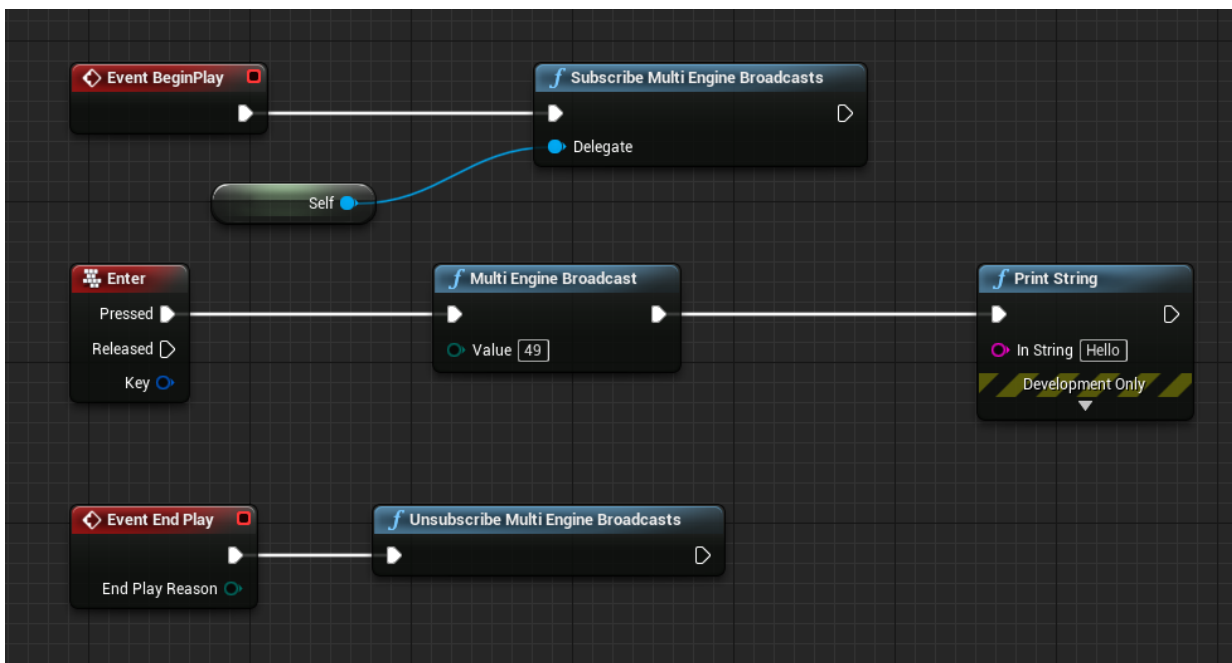 Event BeginPlay
Subscribe Multi Engine Broadcasts
Delegate
Self
Enter
Pressed
Released
Key
Multi Engine Broadcast
Value 49
Print String
In String Hello
Development Only
Event End Play
End Play Reason
Unsubscribe Multi Engine Broadcasts